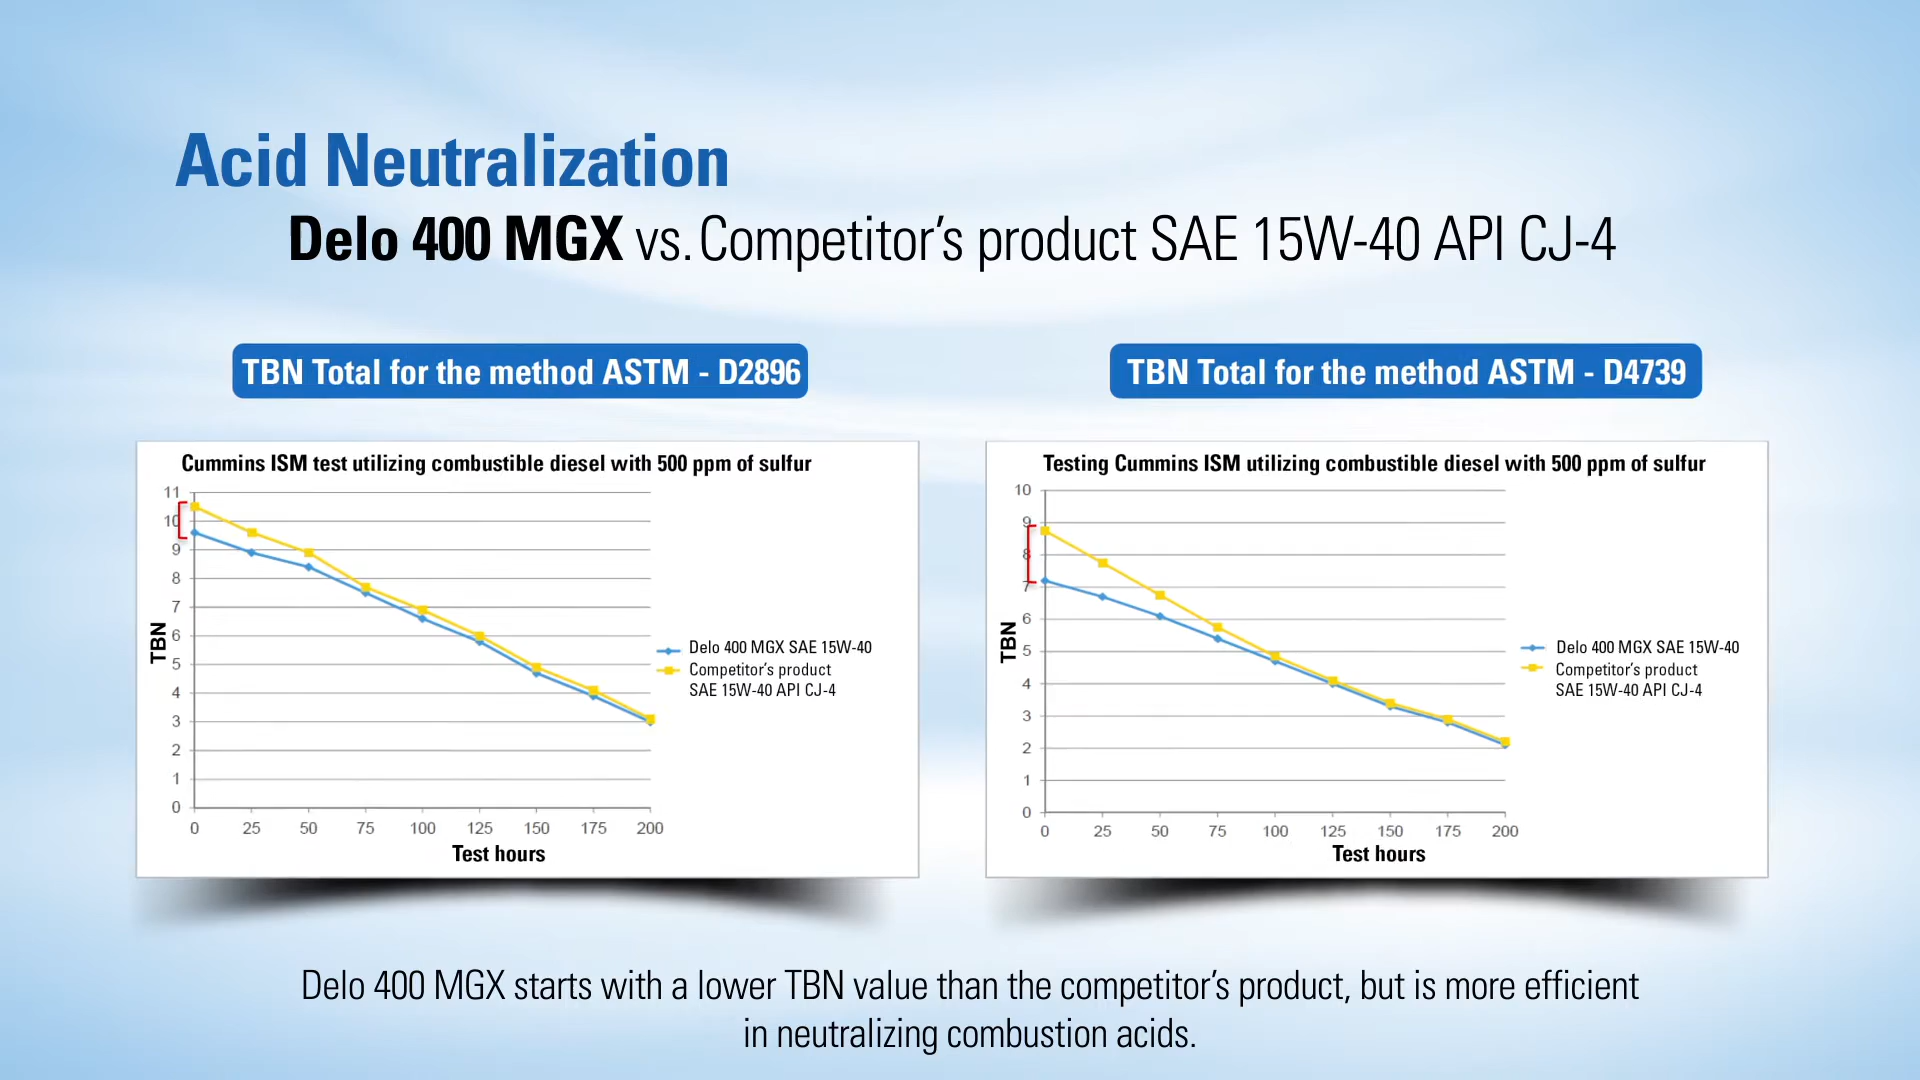 Acid Neutralization
Delo 400 MGX vs. Competitor's product SAE 15W-40 API CJ-4
TBN Total for the method ASTM - D2896
Cummins ISM test utilizing combustible diesel with 500 ppm of sulfur
11
10
9
8
7
6
5
4
3
2
1
0
TBN
0 25 50 75 100 125 150 175 200
Test hours
Delo 400 MGX SAE 15W-40
Competitor's product
SAE 15W-40 API CJ-4
TBN Total for the method ASTM - D4739
Testing Cummins ISM utilizing combustible diesel with 500 ppm of sulfur
10
9
8
7
6
5
4
3
2
1
0
TBN
0 25 50 75 100 125 150 175 200
Test hours
Delo 400 MGX SAE 15W-40
Competitor's product
SAE 15W-40 API CJ-4
Delo 400 MGX starts with a lower TBN value than the competitor's product, but is more efficient
in neutralizing combustion acids.